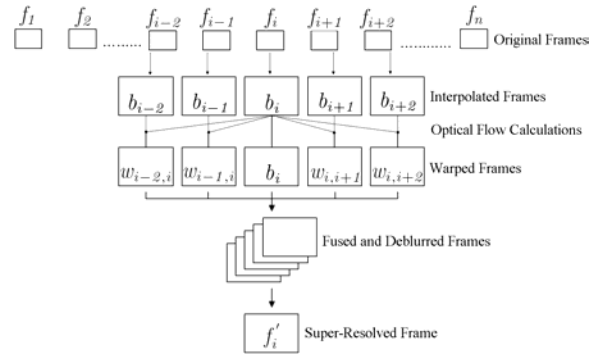 f1 f2 fi−2 fi−1 fi fi+1 fi+2 fn
......... ............ Original Frames
bi−2 bi−1 bi bi+1 bi+2 Interpolated Frames
Optical Flow Calculations
wi−2,i wi−1,i bi wi,i+1 wi,i+2 Warped Frames
Fused and Deblurred Frames
fi′ Super-Resolved Frame